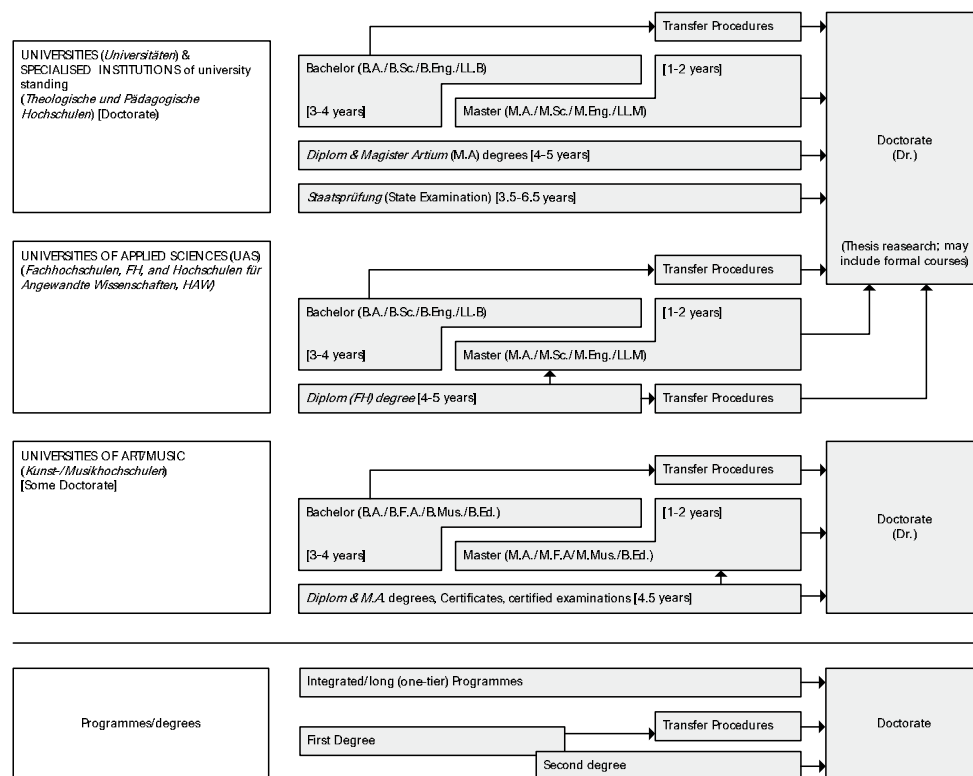 Transfer Procedures
UNIVERSITIES (Universitäten) &
SPECIALISED INSTITUTIONS of university
standing
(Theologische und Pädagogische
Hochschulen) [Doctorate)
Bachelor (B.A./B.Sc./B.Eng./LL.B)
[1-2 years]
[3-4 years]
Master (M.A./M.Sc./M.Eng./LL.M)
Diplom & Magister Artium (M.A) degrees [4-5 years]
Staatsprüfung (State Examination) [3.5-6.5 years]
Doctorate
(Dr.)
(Thesis reasearch; may
include formal courses)
UNIVERSITIES OF APPLIED SCIENCES (UAS)
(Fachhochschulen, FH, and Hochschulen für
Angewandte Wissenschaften, HAW)
Transfer Procedures
Bachelor (B.A./B.Sc./B.Eng./LL.B)
[1-2 years]
[3-4 years]
Master (M.A./M.Sc./M.Eng./LL.M)
Diplom (FH) degree [4-5 years]
Transfer Procedures
UNIVERSITIES OF ART/MUSIC
(Kunst-/Musikhochschulen)
[Some Doctorate]
Transfer Procedures
Bachelor (B.A./B.F.A./B.Mus./B.Ed.)
[1-2 years]
[3-4 years]
Master (M.A./M.F.A/M.Mus./B.Ed.)
Diplom & M.A. degrees, Certificates, certified examinations [4.5 years]
Doctorate
(Dr.)
Programmes/degrees
Integrated/long (one-tier) Programmes
Transfer Procedures
First Degree
Second degree
Doctorate